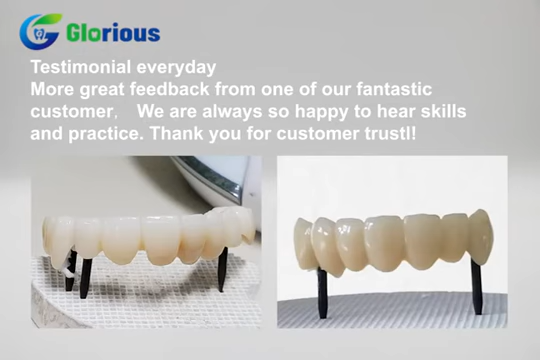 Glorious
Testimonial everyday
More great feedback from one of our fantastic
customer, We are always so happy to hear skills
and practice. Thank you for customer trustl!